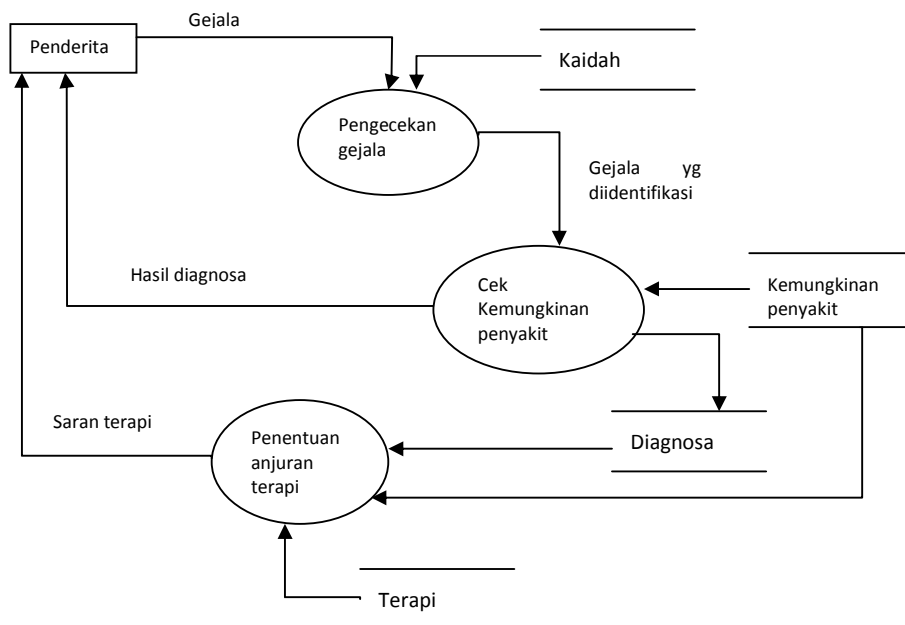 Gejala
Penderita
Kaidah
Pengecekan
gejala
Gejala yg
diidentifikasi
Hasil diagnosa
Cek
Kemungkinan
penyakit
Kemungkinan
penyakit
Saran terapi
Penentuan
anjuran
terapi
Diagnosa
Terapi